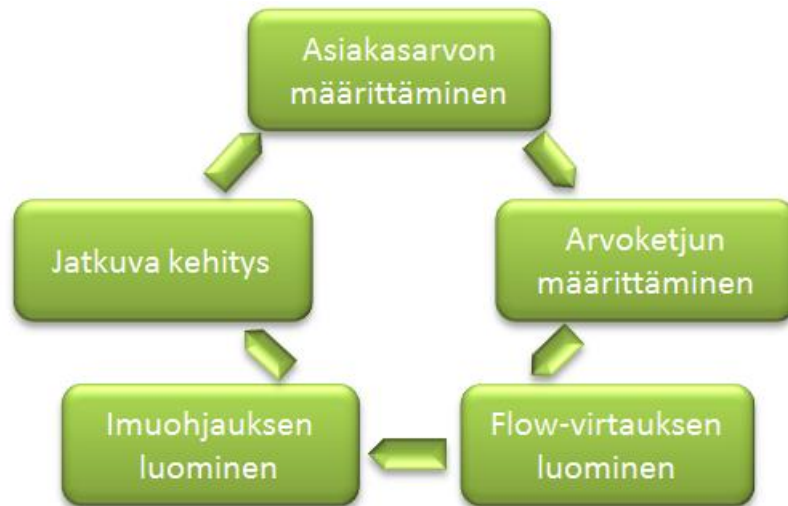 Asiakasarvon
määrittäminen
Arvoketjun
määrittäminen
Flow-virtauksen
luominen
Imuohjauksen
luominen
Jatkuva kehitys